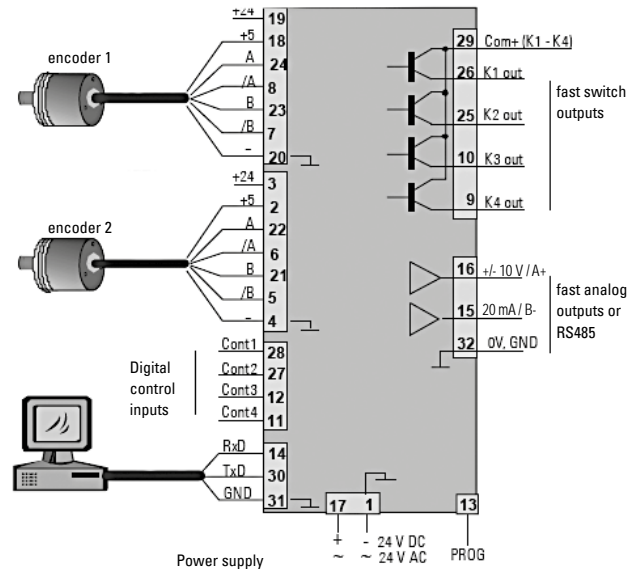 +24 19
encoder 1
+5 18
A 24
/A 8
B 23
/B 7
- 20
+24 3
encoder 2
+5 2
A 22
/A 6
B 21
/B 5
- 4
Digital control inputs
Cont1 28
Cont2 27
Cont3 12
Cont4 11
RxD 14
TxD 30
GND 31
29 Com+ (K1 - K4)
26 K1 out
25 K2 out
10 K3 out
9 K4 out
fast switch
outputs
16 +/- 10 V / A+
15 20 mA / B-
32 0V, GND
fast analog
outputs or
RS485
17 1 13
+ - 24 V DC
~ ~ 24 V AC
PROG
Power supply